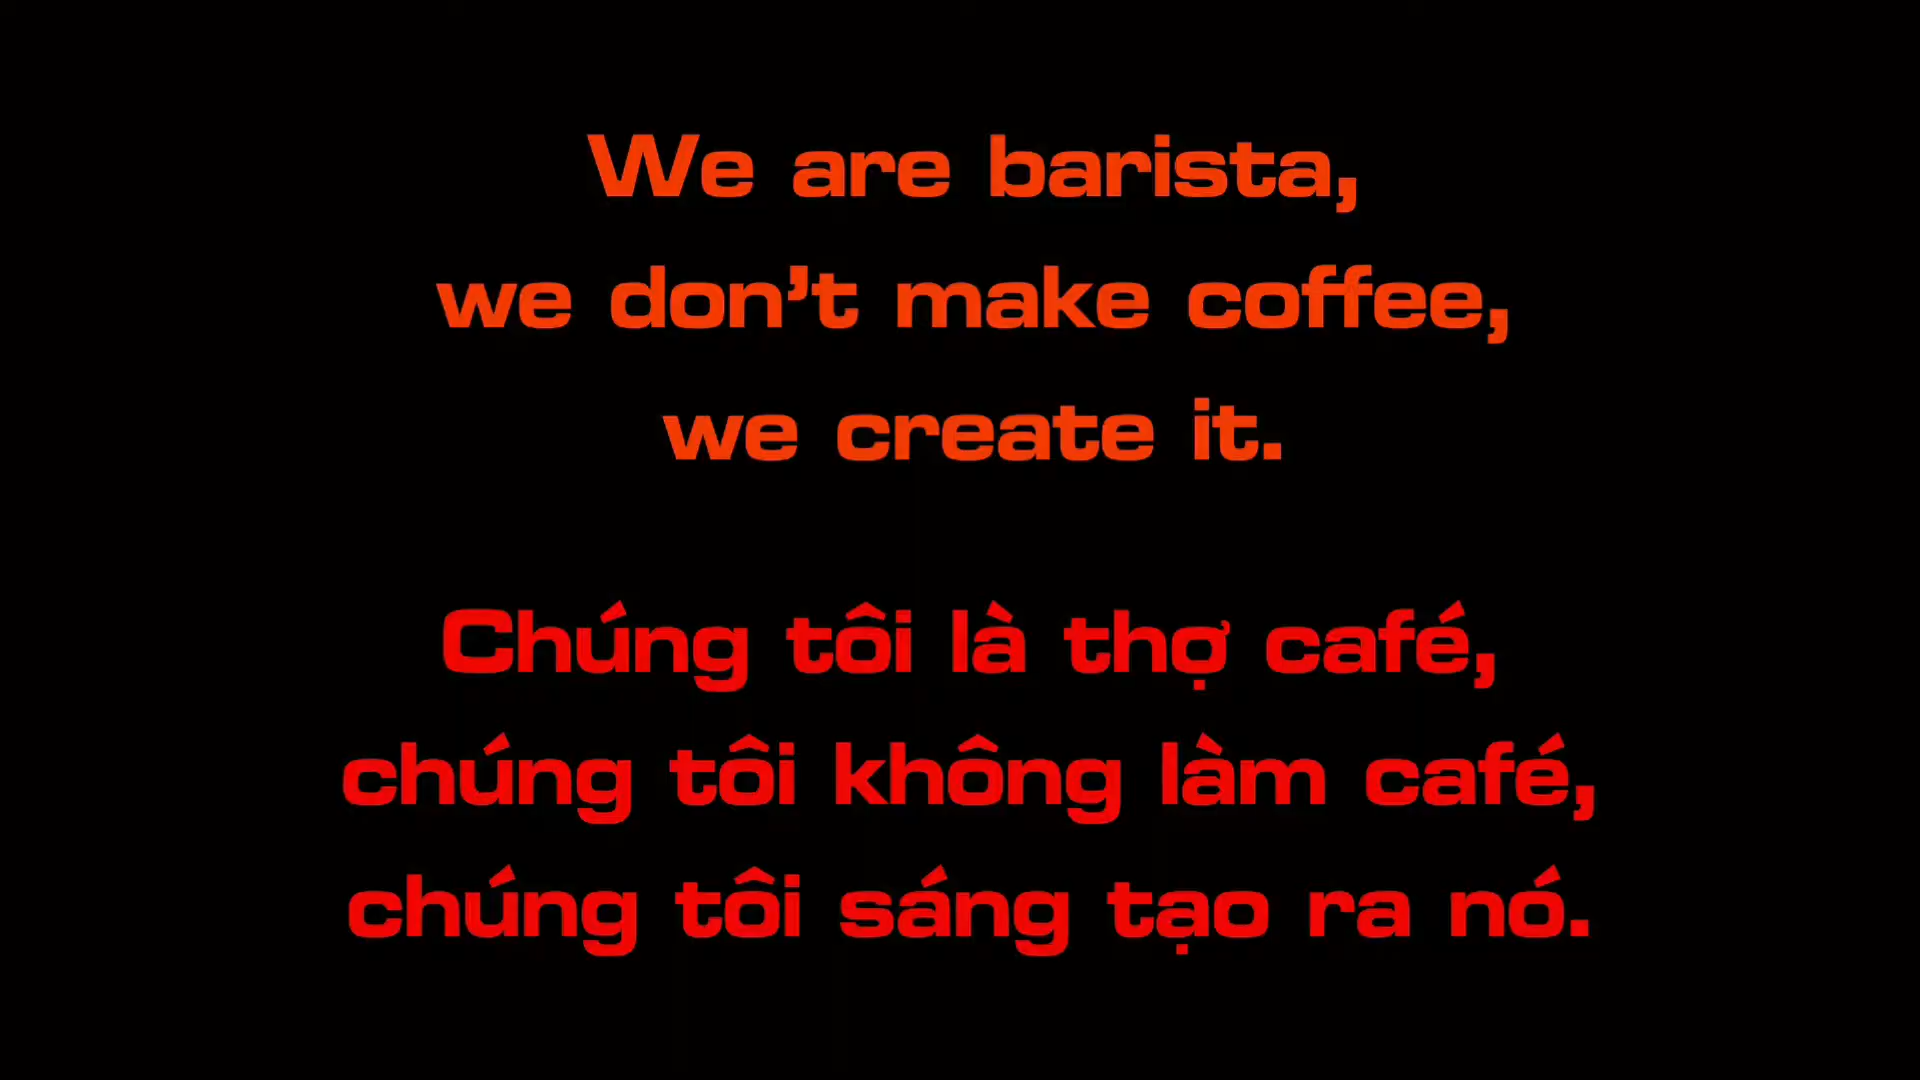 We are barista,
we don’t make coffee,
we create it.
Chúng tôi là thợ café,
chúng tôi không làm café,
chúng tôi sáng tạo ra nó.